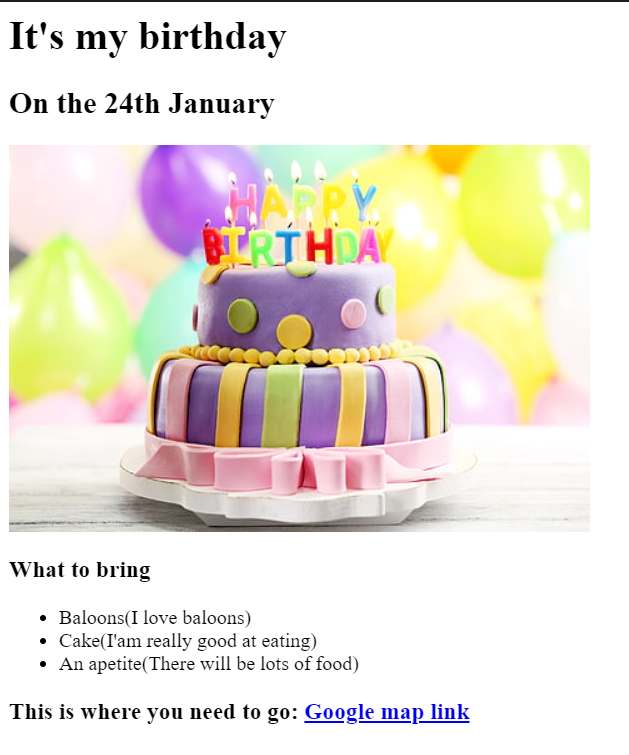 It's my birthday
On the 24th January
HAPPY
BIRTHDAY
What to bring
Baloons(I love baloons)
Cake(I'am really good at eating)
An apetite(There will be lots of food)
This is where you need to go: Google map link